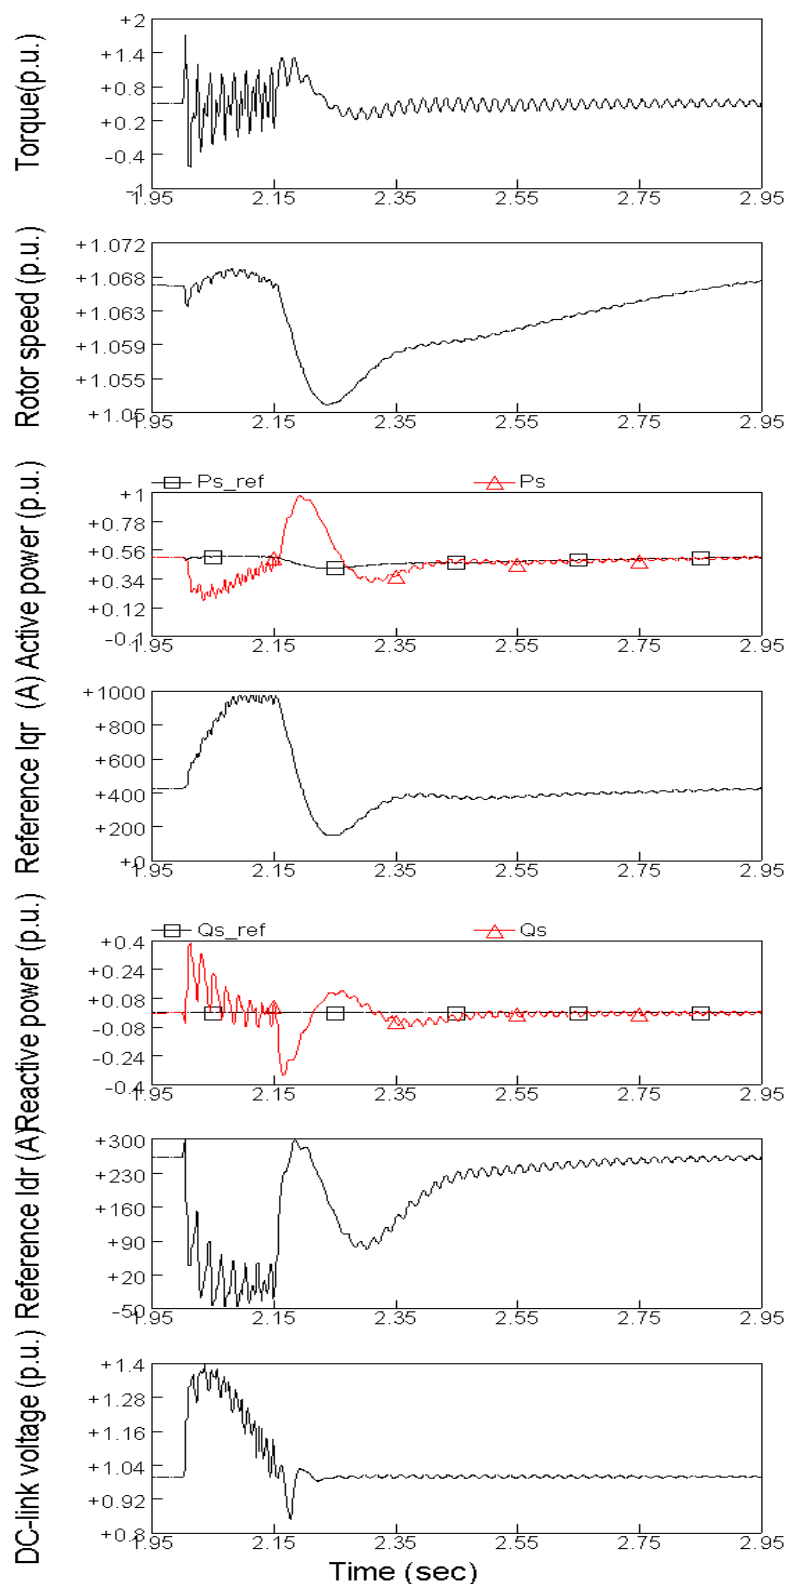 Torque(p.u.)
+2
+1.4
+0.8
+0.2
-0.4
-1
1.95 2.15 2.35 2.55 2.75 2.95
Rotor speed (p.u.)
+1.072
+1.068
+1.063
+1.059
+1.055
+1.05
1.95 2.15 2.35 2.55 2.75 2.95
Active power (p.u.)
Ps_ref Ps
+1
+0.78
+0.56
+0.34
+0.12
-0.1
1.95 2.15 2.35 2.55 2.75 2.95
Reference Iqr (A)
+1000
+800
+600
+400
+200
+0
1.95 2.15 2.35 2.55 2.75 2.95
Reactive power (p.u.)
Qs_ref Qs
+0.4
+0.24
+0.08
-0.08
-0.24
-0.4
1.95 2.15 2.35 2.55 2.75 2.95
Reference Idr (A)
+300
+230
+160
+90
+20
-50
1.95 2.15 2.35 2.55 2.75 2.95
DC-link voltage (p.u.)
+1.4
+1.28
+1.16
+1.04
+0.92
+0.8
1.95 2.15 2.35 2.55 2.75 2.95
Time (sec)